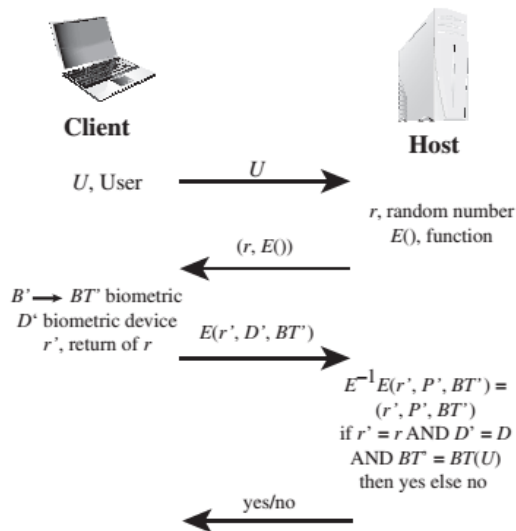 Client
Host
U, User
U
r, random number
E(), function
(r, E())
B’ → BT’ biometric
D‘ biometric device
r’, return of r
E(r’, D’, BT’)
E⁻¹E(r’, P’, BT’) =
(r’, P’, BT’)
if r’ = r AND D’ = D
AND BT’ = BT(U)
then yes else no
yes/no